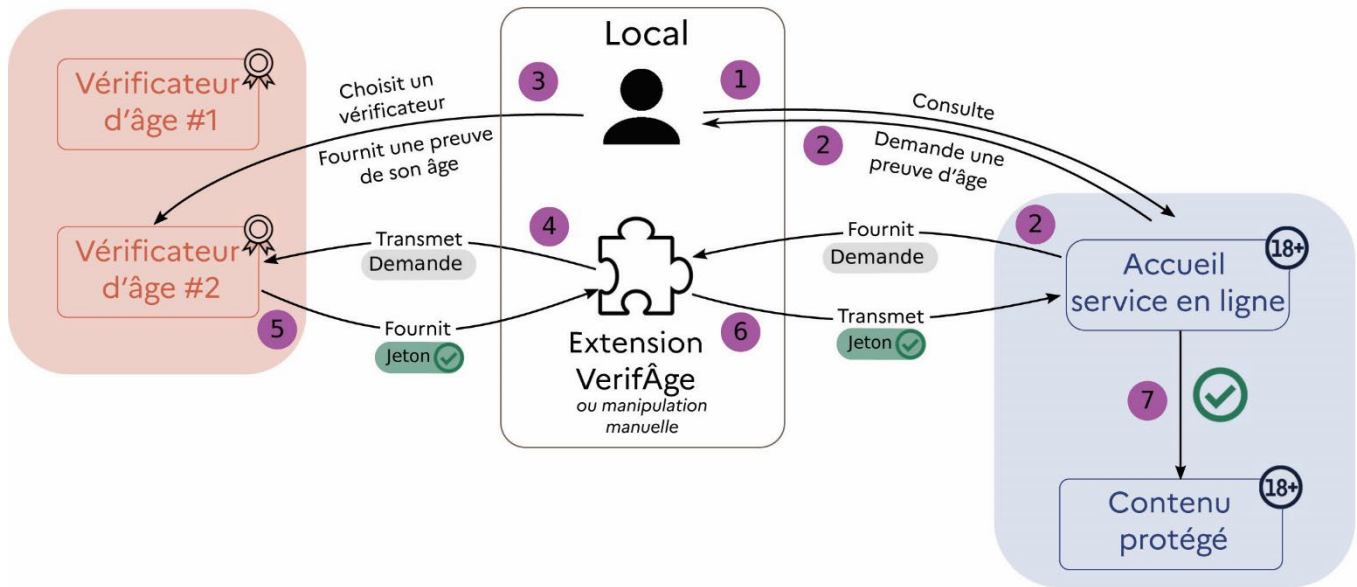 Local
Vérificateur
d'âge #1
3
1
Choisit un
vérificateur
Fournit une preuve
de son âge
Consulte
2
Demande une
preuve d'âge
Vérificateur
d'âge #2
4
Transmet
Demande
5
Fournit
Jeton
Extension
VerifÂge
ou manipulation
manuelle
2
Fournit
Demande
6
Transmet
Jeton
18+
Accueil
service en ligne
7
18+
Contenu
protégé